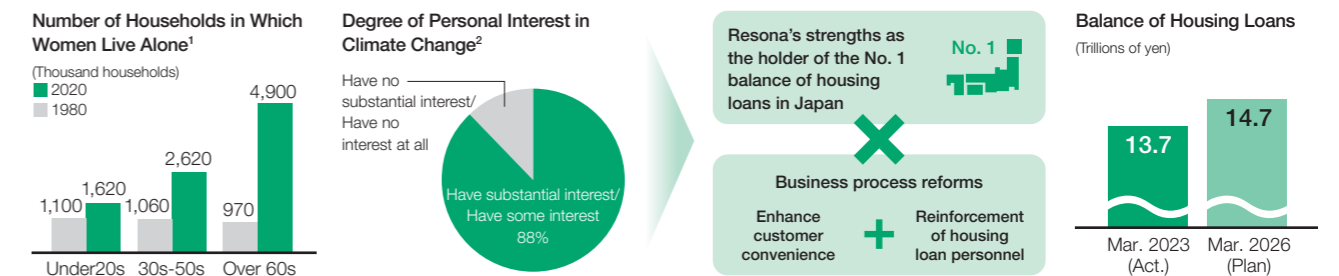 Number of Households in Which
Women Live Alone¹
(Thousand households)
2020
1980
1,100
1,620
1,060
2,620
970
4,900
Under20s
30s-50s
Over 60s
Degree of Personal Interest in
Climate Change²
Have no
substantial interest/
Have no
interest at all
Have substantial interest/
Have some interest
88%
Resona's strengths as
the holder of the No. 1
balance of housing
loans in Japan
No. 1
Business process reforms
Enhance
customer
convenience
Reinforcement
of housing
loan personnel
Balance of Housing Loans
(Trillions of yen)
13.7
14.7
Mar. 2023
(Act.)
Mar. 2026
(Plan)